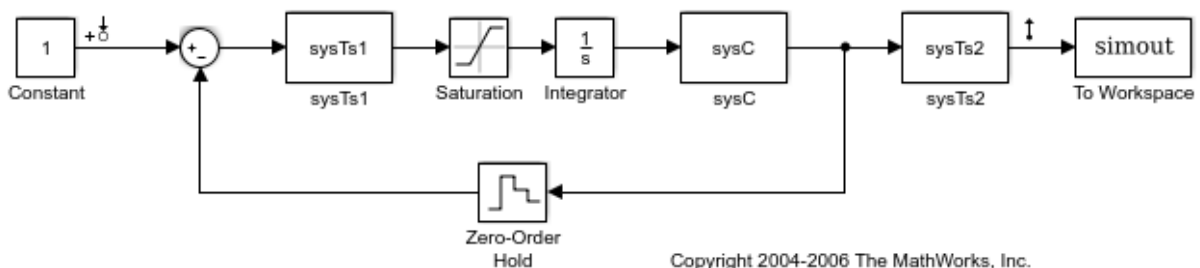 1
Constant
+
-
sysTs1
sysTs1
Saturation
1
s
Integrator
sysC
sysC
sysTs2
sysTs2
simout
To Workspace
Zero-Order
Hold
Copyright 2004-2006 The MathWorks, Inc.